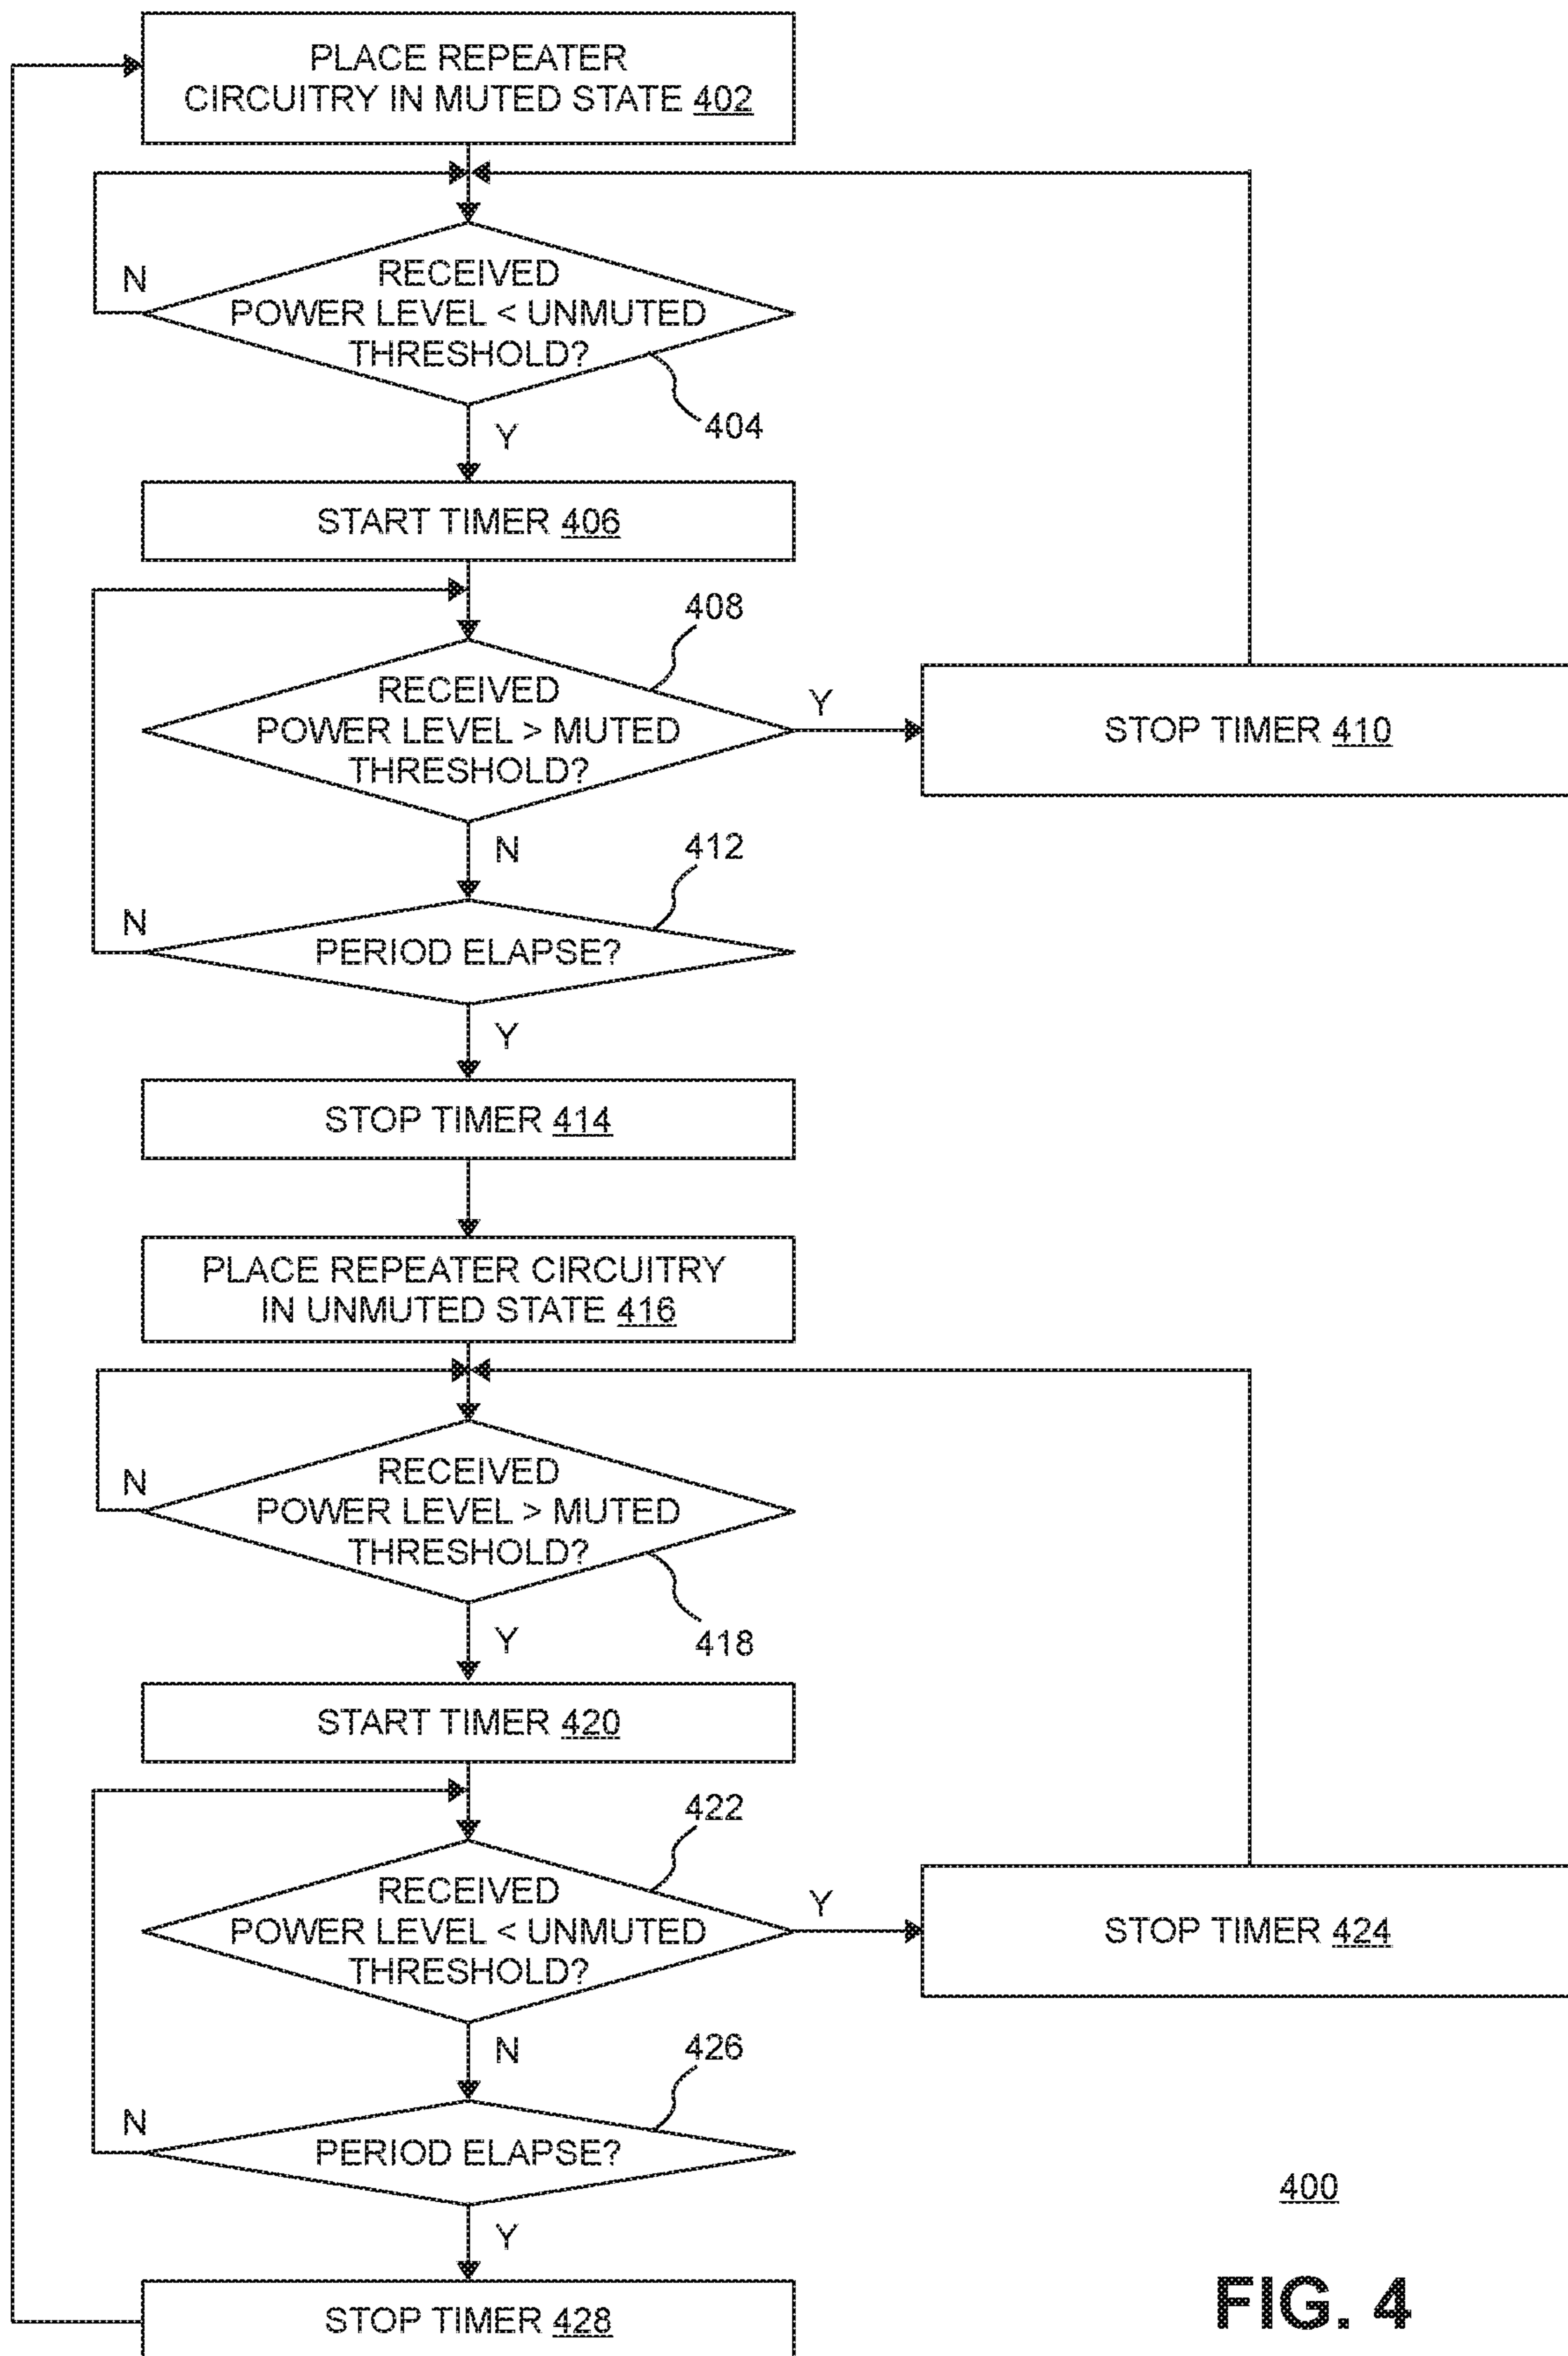 PLACE REPEATER
CIRCUITRY IN MUTED STATE 402
N
RECEIVED
POWER LEVEL < UNMUTED
THRESHOLD?
404
Y
START TIMER 406
408
RECEIVED
POWER LEVEL > MUTED
THRESHOLD?
Y
STOP TIMER 410
N
412
N
PERIOD ELAPSE?
Y
STOP TIMER 414
PLACE REPEATER CIRCUITRY
IN UNMUTED STATE 416
N
RECEIVED
POWER LEVEL > MUTED
THRESHOLD?
418
Y
START TIMER 420
422
RECEIVED
POWER LEVEL < UNMUTED
THRESHOLD?
Y
STOP TIMER 424
N
426
N
PERIOD ELAPSE?
Y
STOP TIMER 428
400
FIG. 4